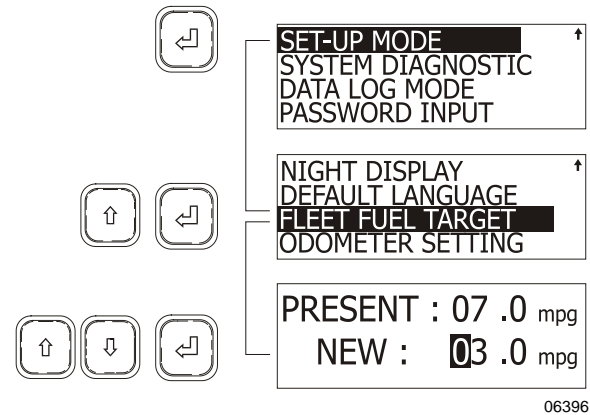 SET-UP MODE
SYSTEM DIAGNOSTIC
DATA LOG MODE
PASSWORD INPUT
NIGHT DISPLAY
DEFAULT LANGUAGE
FLEET FUEL TARGET
ODOMETER SETTING
PRESENT : 07 .0 mpg
NEW : 03 .0 mpg
06396